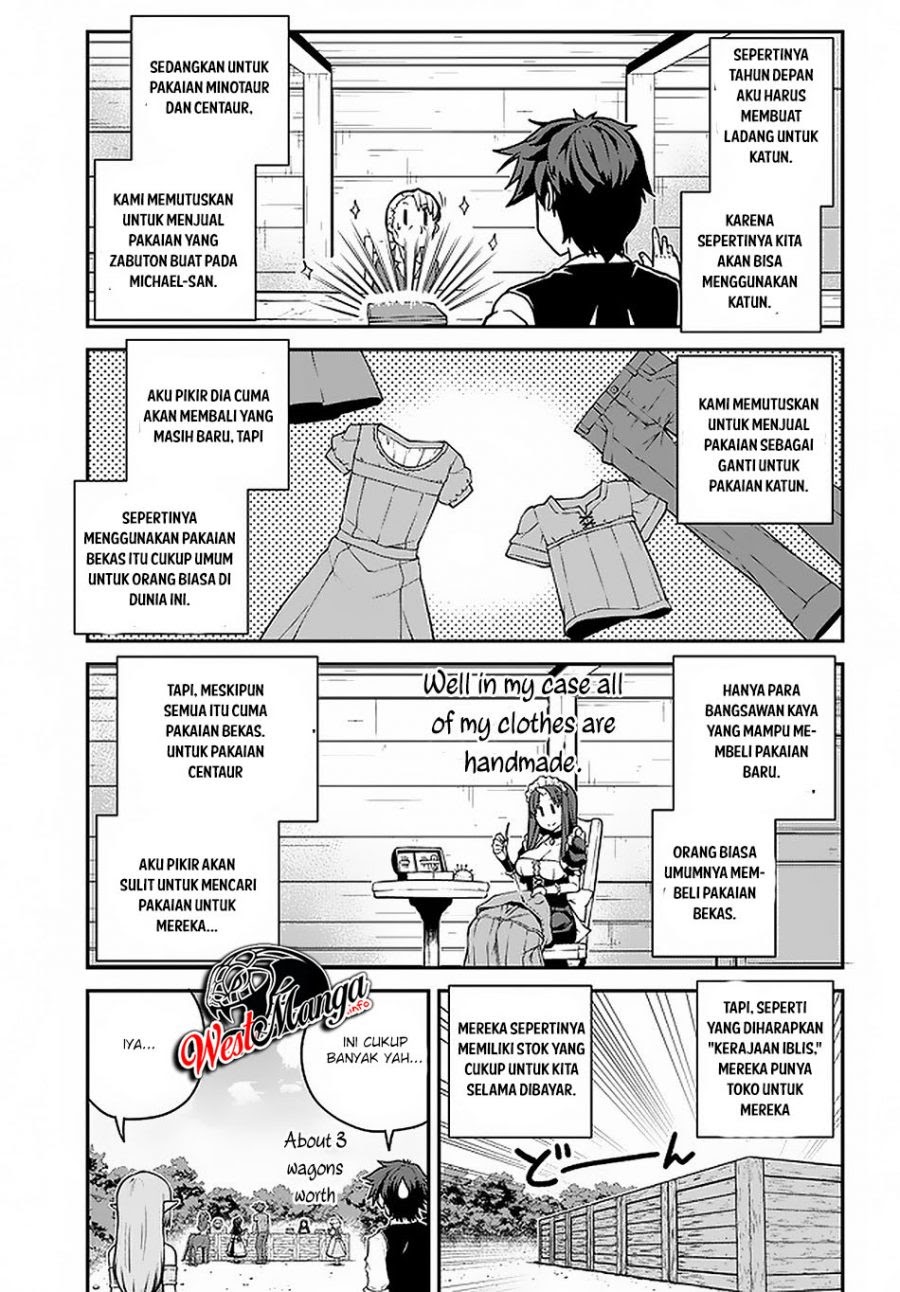 SEPERTINYA
TAHUN DEPAN
AKU HARUS
MEMBUAT
LADANG UNTUK
KATUN.
KARENA
SEPERTINYA KITA
AKAN BISA
MENGGUNAKAN
KATUN.
SEDANGKAN UNTUK
PAKAIAN MINOTAUR
DAN CENTAUR,
KAMI MEMUTUSKAN
UNTUK MENJUAL
PAKAIAN YANG
ZABUTON BUAT PADA
MICHAEL-SAN.
KAMI MEMUTUSKAN
UNTUK MENJUAL
PAKAIAN SEBAGAI
GANTI UNTUK
PAKAIAN KATUN.
AKU PIKIR DIA CUMA
AKAN MEMBALI YANG
MASIH BARU, TAPI
SEPERTINYA
MENGGUNAKAN PAKAIAN
BEKAS ITU CUKUP UMUM
UNTUK ORANG BIASA DI
DUNIA INI.
HANYA PARA
BANGSAWAN KAYA
YANG MAMPU MEM-
BELI PAKAIAN
BARU.
ORANG BIASA
UMUMNYA MEM-
BELI PAKAIAN
BEKAS.
Well in my case all
of my clothes are
handmade.
TAPI, MESKIPUN
SEMUA ITU CUMA
PAKAIAN BEKAS.
UNTUK PAKAIAN
CENTAUR
AKU PIKIR AKAN
SULIT UNTUK MENCARI
PAKAIAN UNTUK
MEREKA...
TAPI, SEPERTI
YANG DIHARAPKAN
"KERAJAAN IBLIS,"
MEREKA PUNYA
TOKO UNTUK
MEREKA
MEREKA SEPERTINYA
MEMILIKI STOK YANG
CUKUP UNTUK KITA
SELAMA DIBAYAR.
どーん
INI CUKUP
BANYAK YAH...
About 3
wagons
worth
IYA...
WestManga
.info